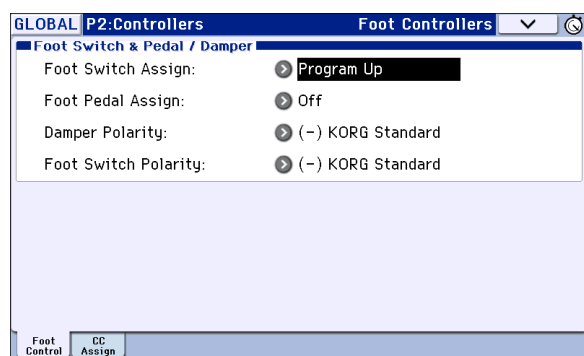 GLOBAL P2:Controllers Foot Controllers
Foot Switch & Pedal / Damper
Foot Switch Assign: Program Up
Foot Pedal Assign: Off
Damper Polarity: (-) KORG Standard
Foot Switch Polarity: (-) KORG Standard
Foot Control
CC Assign